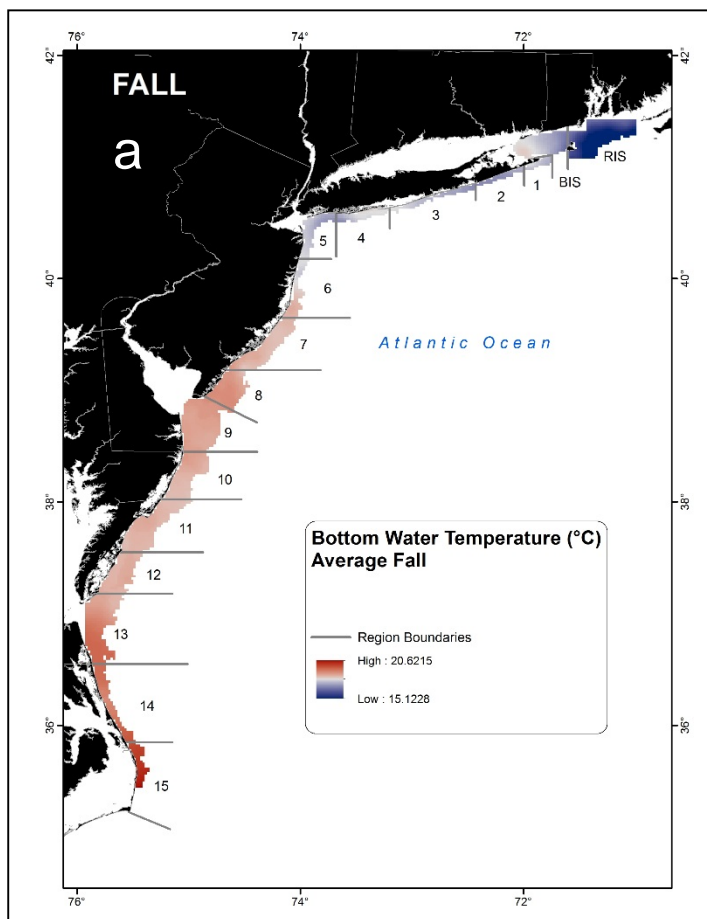 76° 74° 72°
42° 42°
FALL
a
RIS
BIS
1
2
3
4
5
40° 40°
6
7
Atlantic Ocean
8
9
38° 38°
10
11
12
13
14
36° 36°
15
Bottom Water Temperature (°C)
Average Fall
Region Boundaries
High : 20.6215
Low : 15.1228
76° 74° 72°